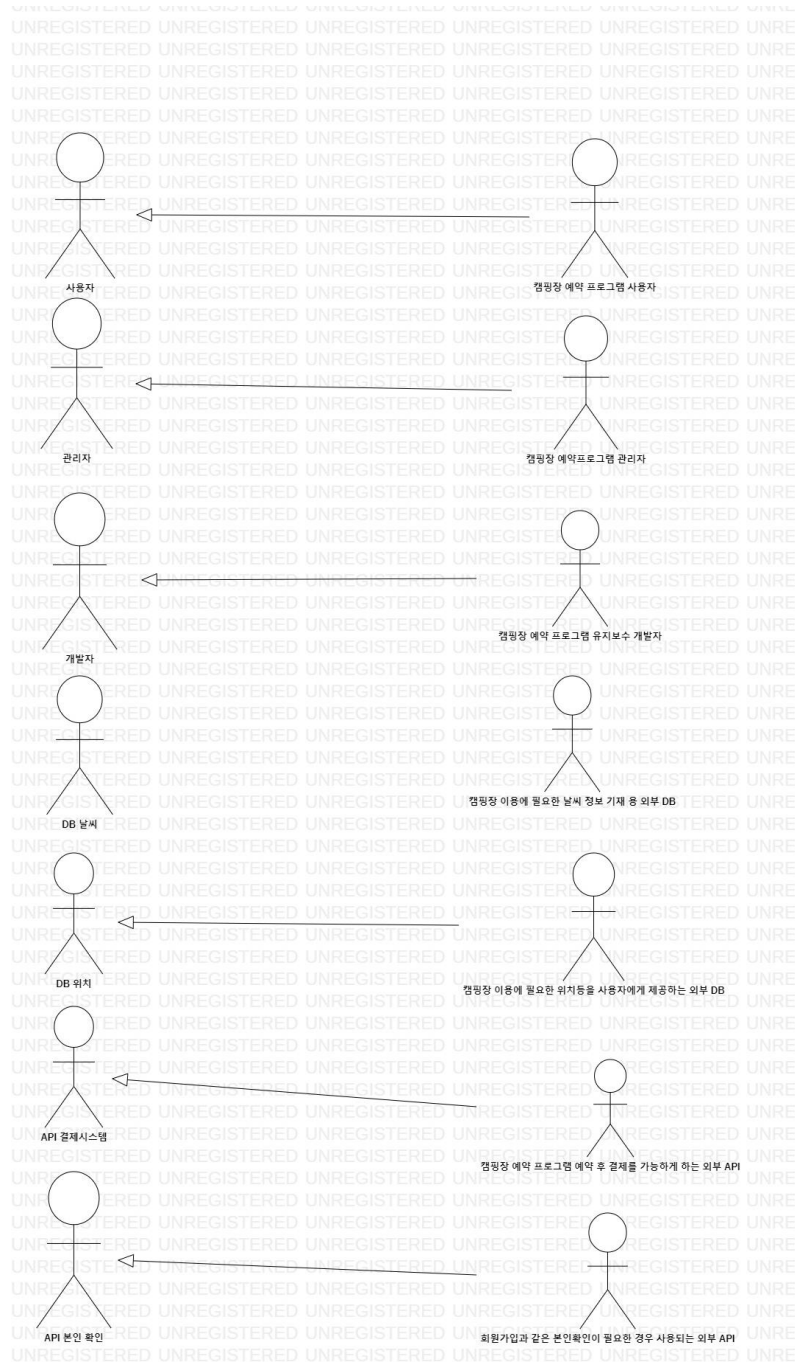 사용자
캠핑장 예약 프로그램 사용자
관리자
캠핑장 예약프로그램 관리자
개발자
캠핑장 예약 프로그램 유지보수 개발자
DB 날씨
캠핑장 이용에 필요한 날씨 정보 기재 용 외부 DB
DB 위치
캠핑장 이용에 필요한 위치등을 사용자에게 제공하는 외부 DB
API 결제시스템
캠핑장 예약 프로그램 예약 후 결제를 가능하게 하는 외부 API
API 본인 확인
회원가입과 같은 본인확인이 필요한 경우 사용되는 외부 API
UNREGISTERED